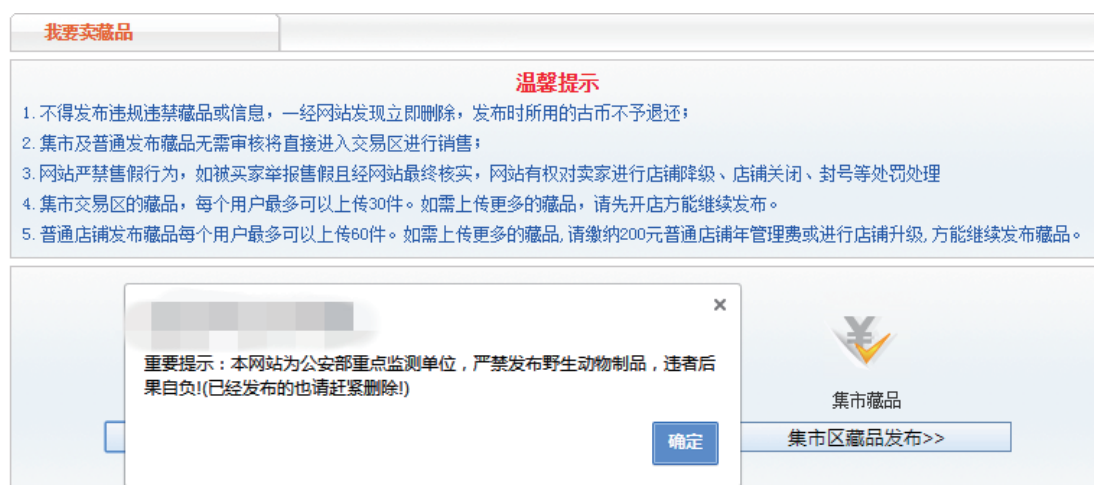 我要卖藏品
温馨提示
1. 不得发布违规违禁藏品或信息，一经网站发现立即删除，发布时所用的古币不予退还；
2. 集市及普通发布藏品无需审核将直接进入交易区进行销售；
3. 网站严禁售假行为，如被买家举报售假且经网站最终核实，网站有权对卖家进行店铺降级、店铺关闭、封号等处罚处理
4. 集市交易区的藏品，每个用户最多可以上传30件。如需上传更多的藏品，请先开店方能继续发布。
5. 普通店铺发布藏品每个用户最多可以上传60件。如需上传更多的藏品,请缴纳200元普通店铺年管理费或进行店铺升级,方能继续发布藏品。
重要提示：本网站为公安部重点监测单位，严禁发布野生动物制品，违者后
果自负!(已经发布的也请赶紧删除!)
确定
集市藏品
集市区藏品发布>>